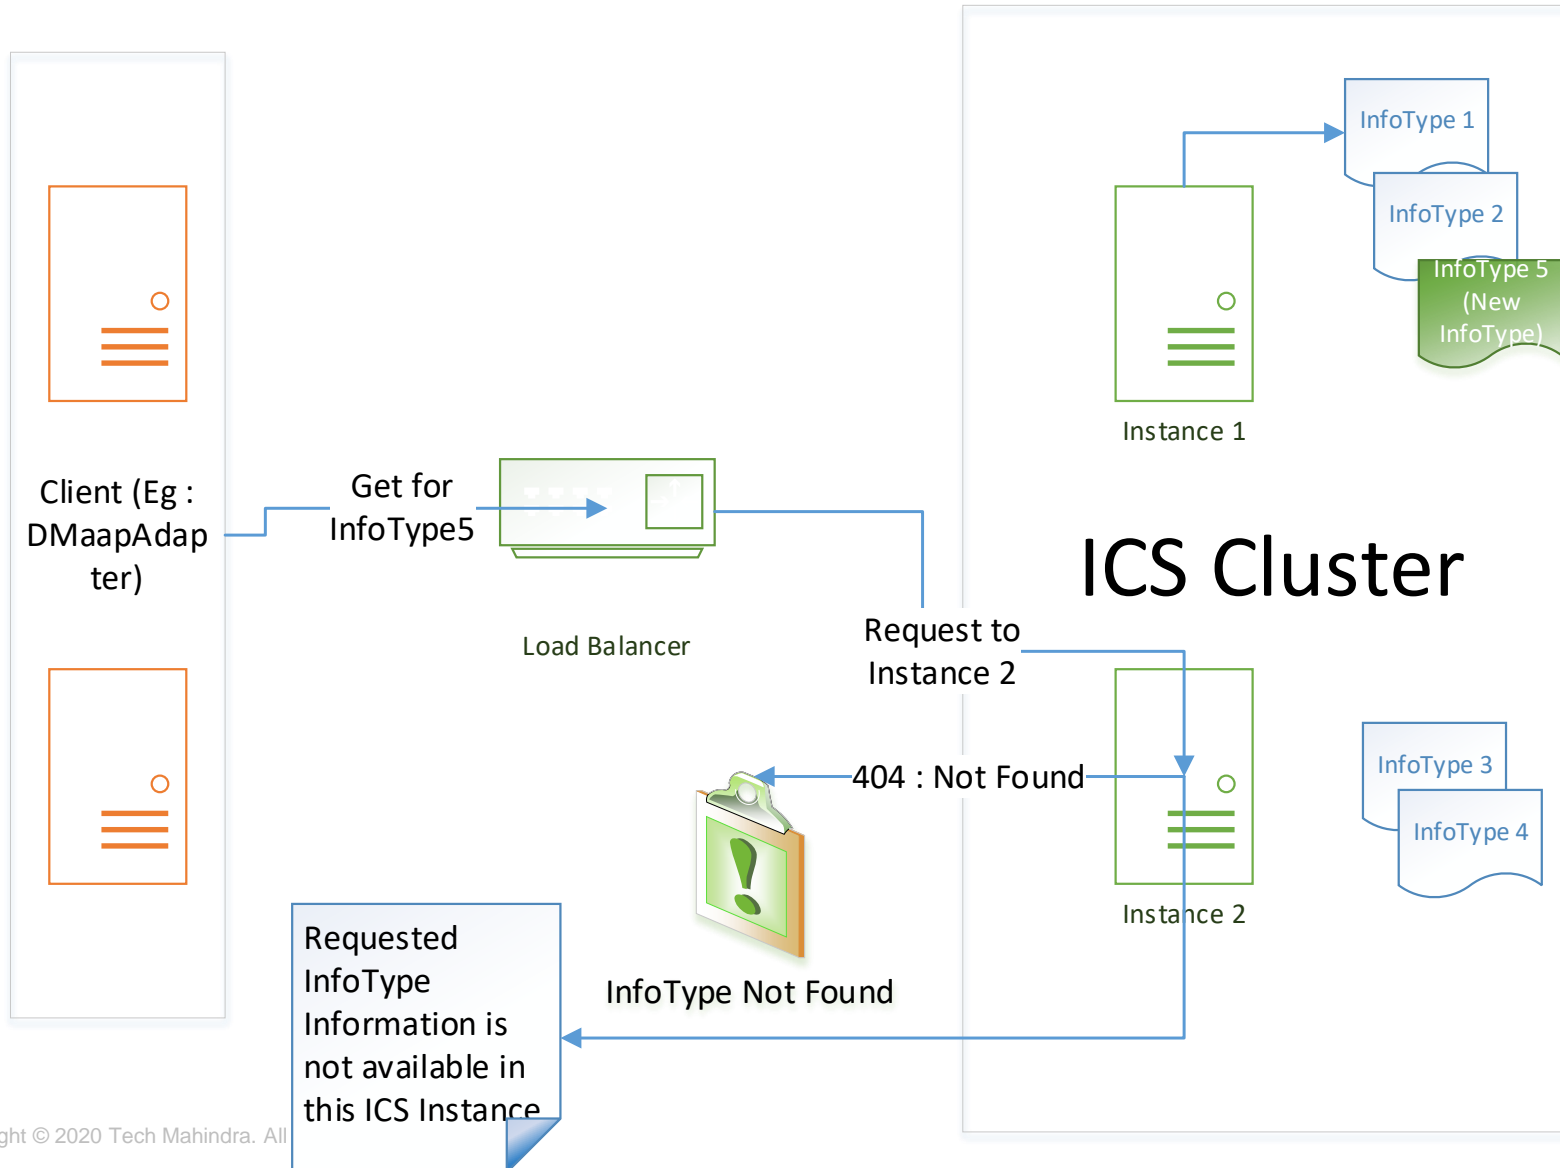 InfoType 1
InfoType 2
InfoType 5
(New
InfoType)
Instance 1
Client (Eg :
DMaapAdap
ter)
Get for
InfoType5
Load Balancer
ICS Cluster
Request to
Instance 2
404 : Not Found
InfoType 3
InfoType 4
Instance 2
InfoType Not Found
Requested
InfoType
Information is
not available in
this ICS Instance
ght © 2020 Tech Mahindra. All